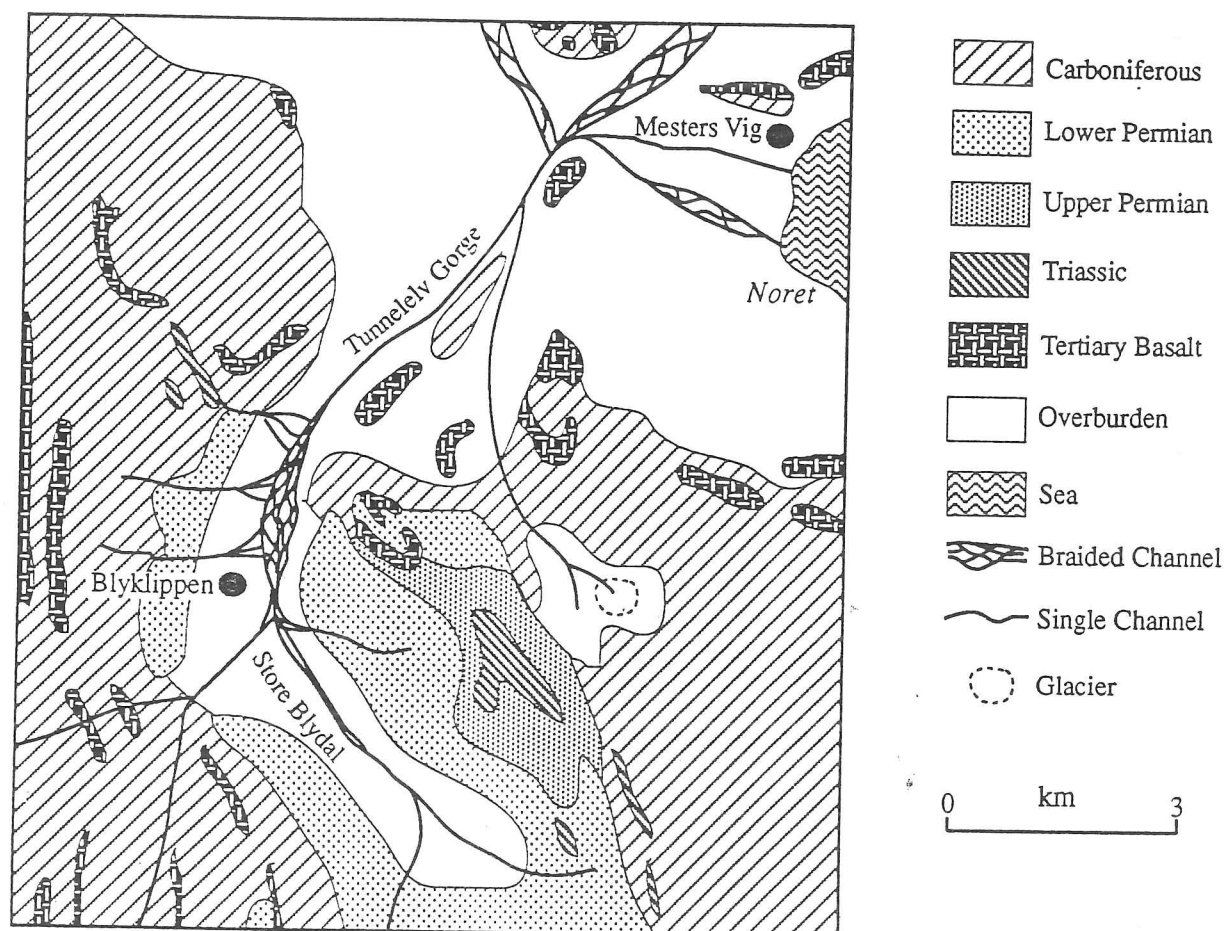 Mesters Vig
Tunnelelv Gorge
Noret
Blyklippen
Store Blydal
Carboniferous
Lower Permian
Upper Permian
Triassic
Tertiary Basalt
Overburden
Sea
Braided Channel
Single Channel
Glacier
0 km 3